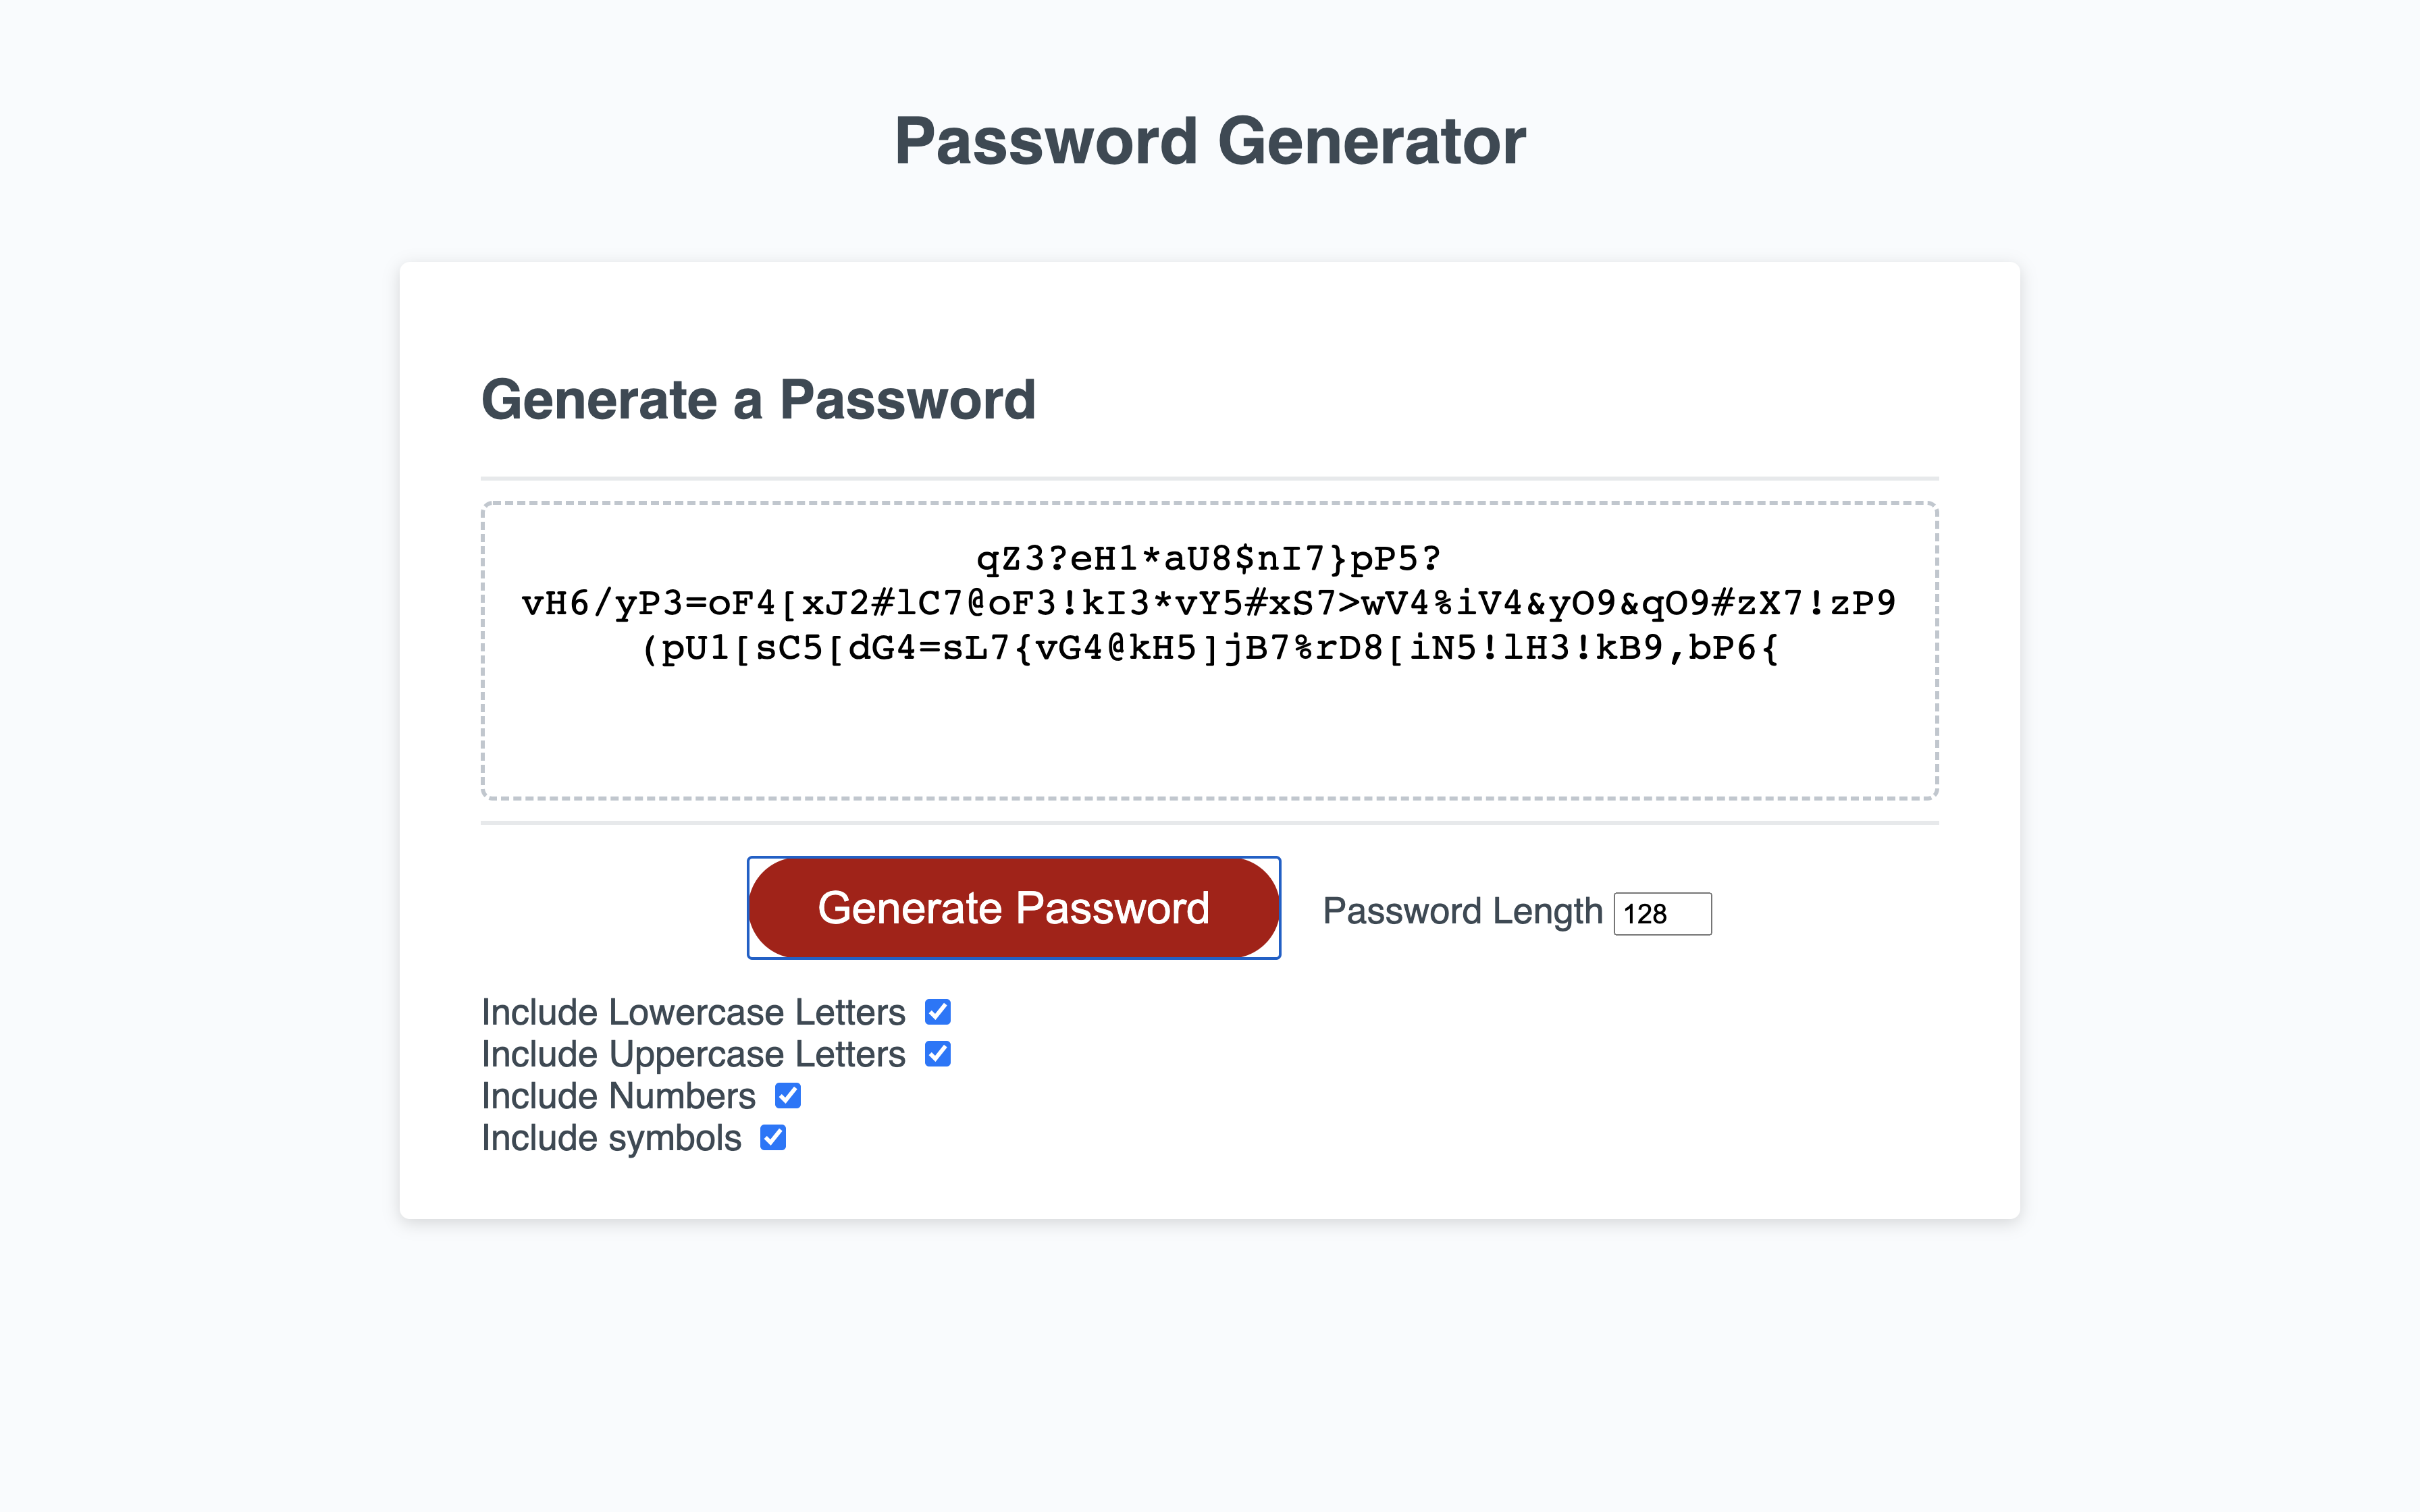 Password Generator
Generate a Password
qZ3?eH1*aU8$nI7}pP5?
vH6/yP3=oF4[xJ2#lC7@oF3!kI3*vY5#xS7>wV4%iV4&yO9&qO9#zX7!zP9
(pU1[sC5[dG4=sL7{vG4@kH5]jB7%rD8[iN5!lH3!kB9,bP6{
Generate Password
Password Length 128
Include Lowercase Letters
Include Uppercase Letters
Include Numbers
Include symbols